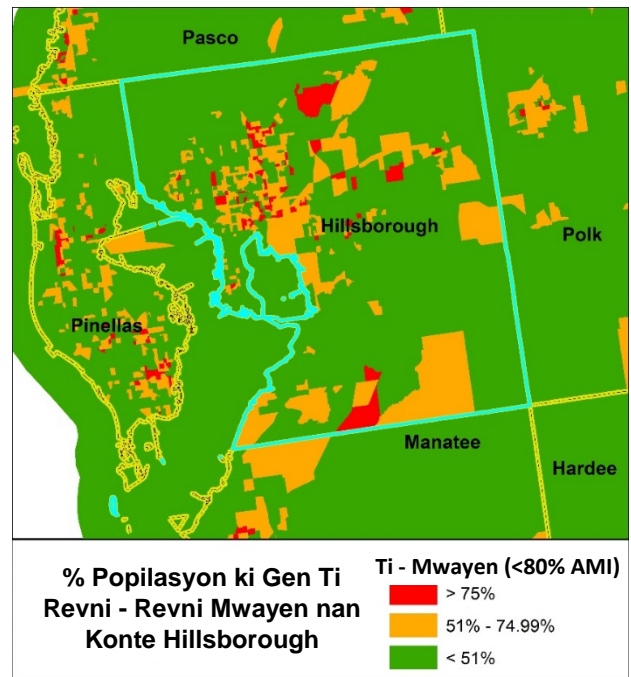 Pasco
Hillsborough
Polk
Pinellas
Manatee
Hardee
% Popilasyon ki Gen Ti
Revni - Revni Mwayen nan
Konte Hillsborough
Ti - Mwayen (<80% AMI)
> 75%
51% - 74.99%
< 51%